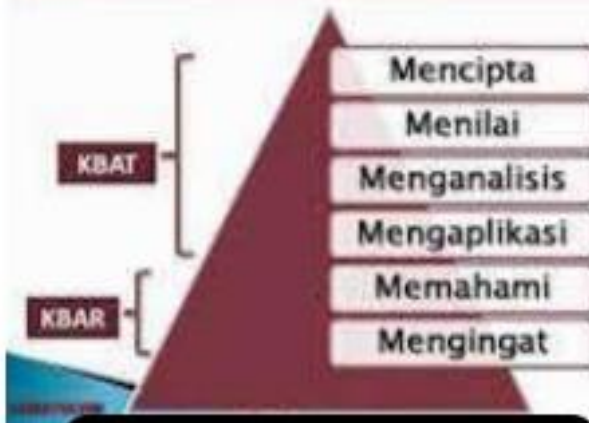 Mencipta
Menilai
KBAT
Menganalisis
Mengaplikasi
Memahami
KBAR
Mengingat